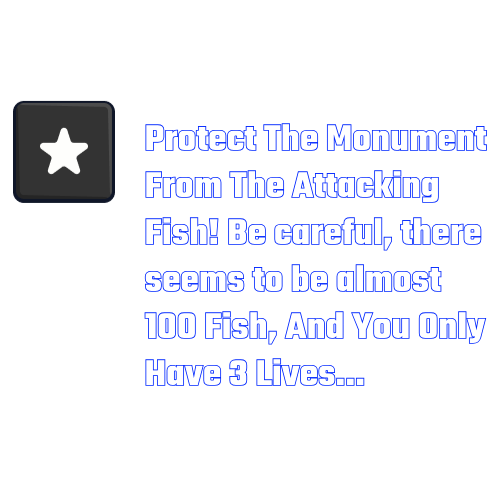 Protect The Monument
From The Attacking
Fish! Be careful, there
seems to be almost
100 Fish, And You Only
Have 3 Lives...